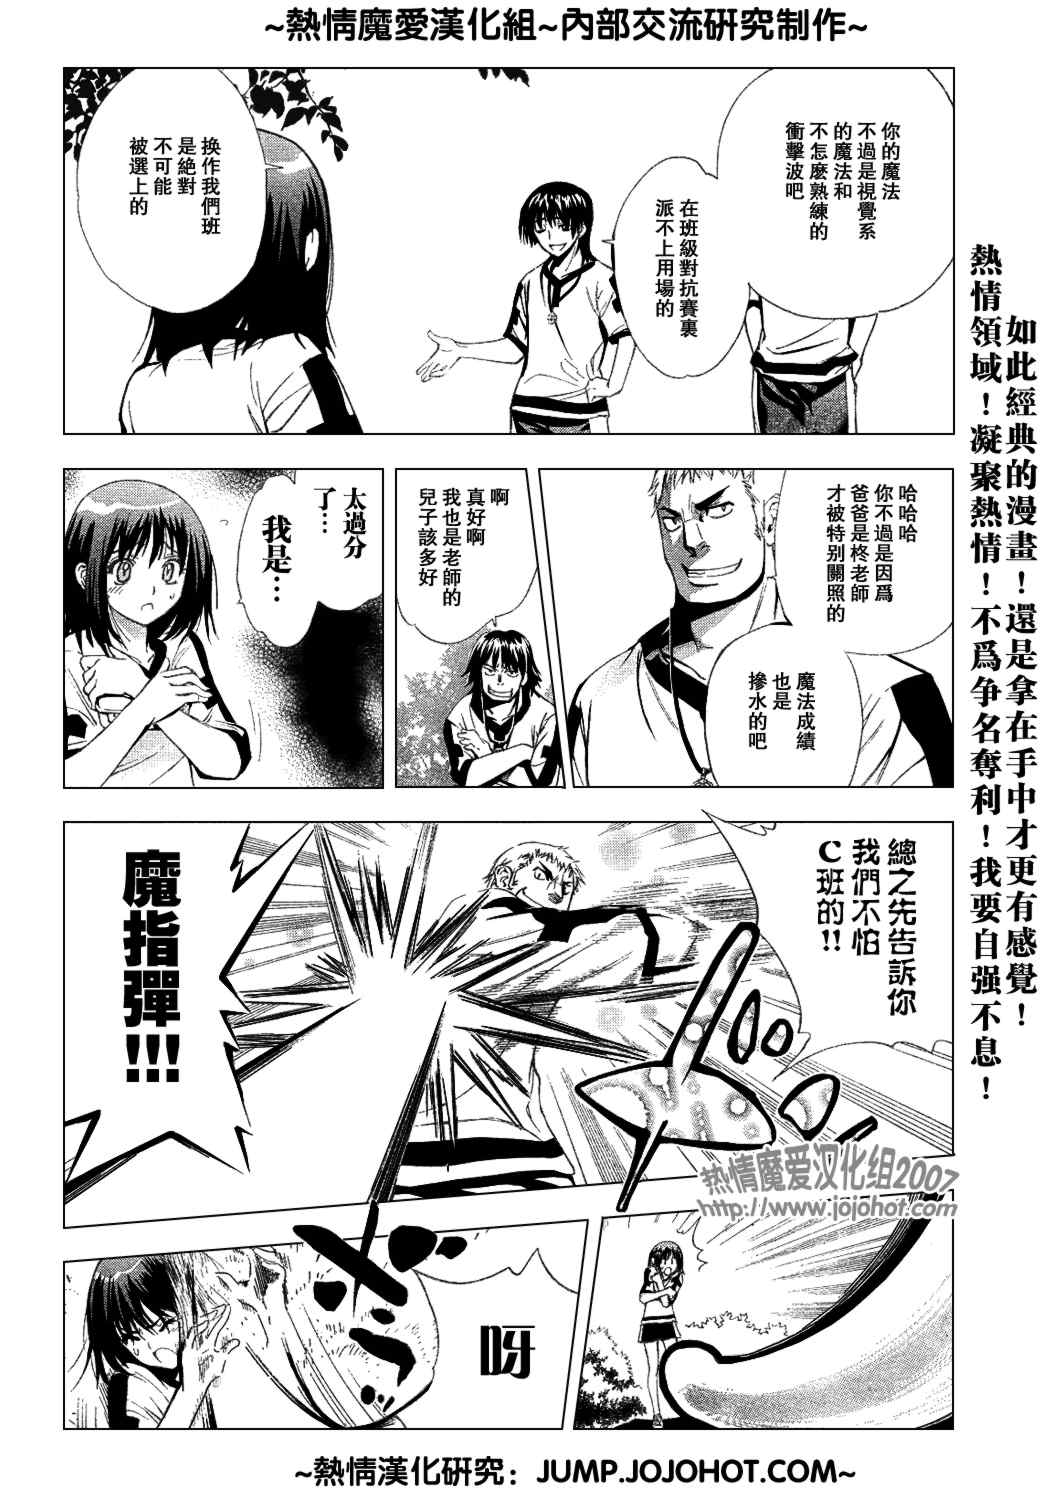 ~熱情魔愛漢化組~內部交流研究制作~
你的魔法
不過是視覺系
的魔法和
不怎麽熟練的
衝擊波吧
在班級對抗賽裏
派不上用場的
換作我們班
是絶對
不可能
被選上的
哈哈哈
你不過是因爲
爸爸是柊老師
才被特别關照的
魔法成績
也是
摻水的吧
啊
真好啊
我也是老師的
兒子該多好
太過分
了…
我是…
總之先告訴你
我們不怕
C班的!!
魔指彈!!!
呀
如此經典的漫畫！還是拿在手中才更有感覺！
熱情領域！凝聚熱情！不爲争名奪利！我要自强不息！
热情魔爱汉化组2007
http://www.jojohot.com
~熱情漢化研究：JUMP.JOJOHOT.COM~